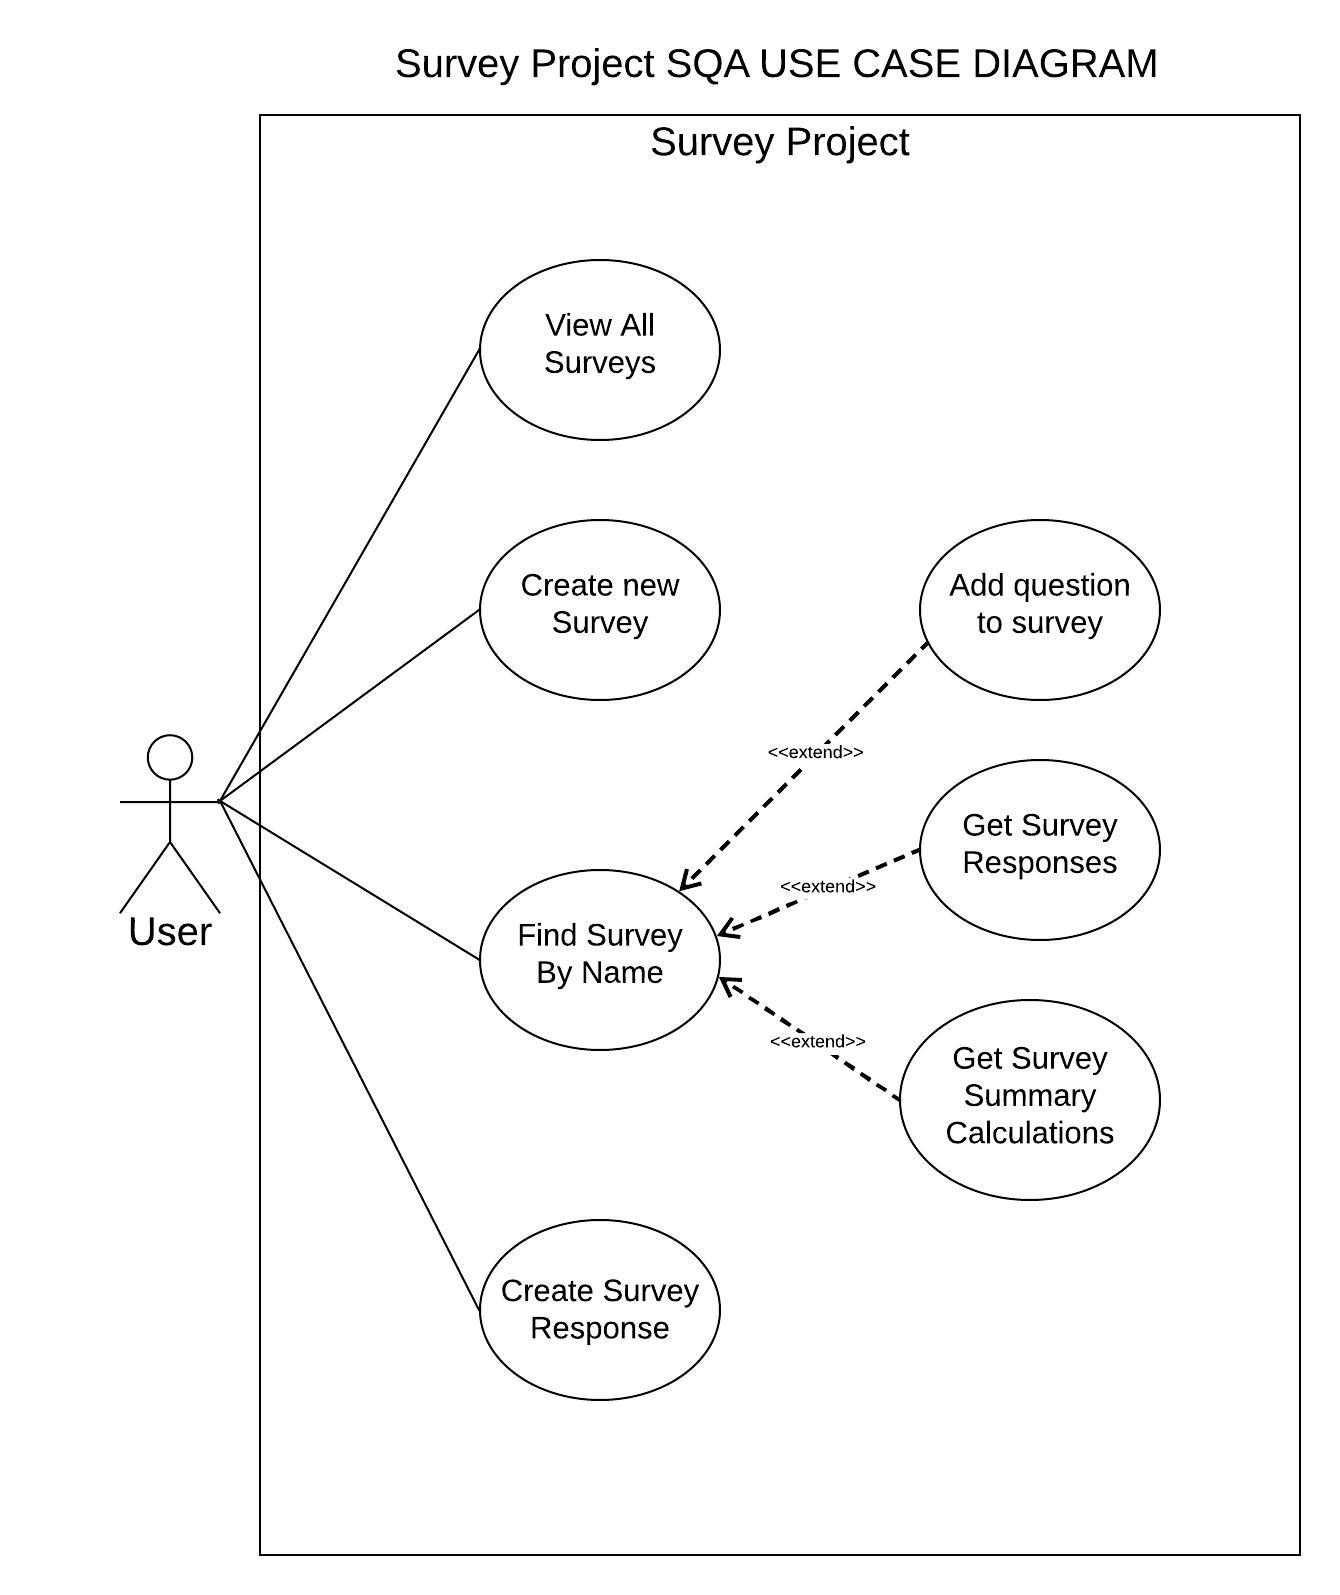 Survey Project SQA USE CASE DIAGRAM
Survey Project
View All
Surveys
Create new
Survey
Add question
to survey
<<extend>>
Get Survey
Responses
<<extend>>
User
Find Survey
By Name
<<extend>>
Get Survey
Summary
Calculations
Create Survey
Response